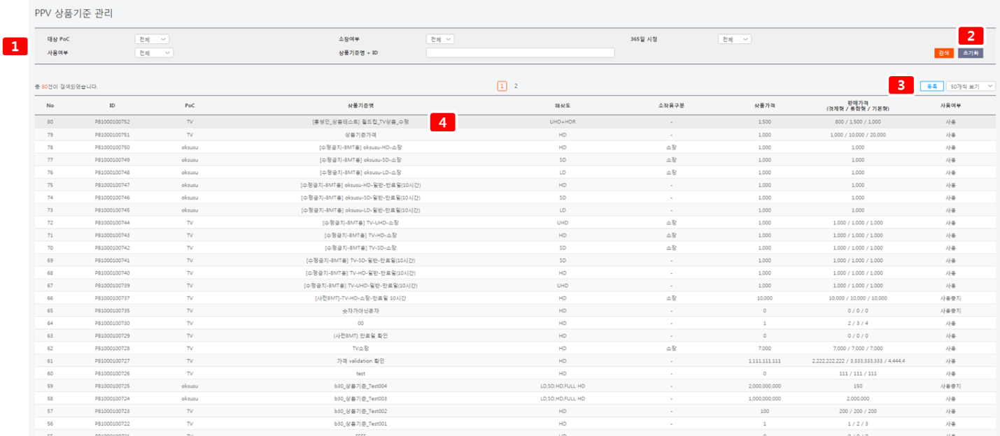 PPV 상품기준 관리
1
대상 PoC 전체 소장여부 전체 365일 시청 전체
2
사용여부 전체 상품기준명 + ID 검색 초기화
총 80건이 검색되었습니다. 1 2 3 등록 50개씩 보기
No ID PoC 상품기준명 해상도 소장용구분 상품가격 판매가격 사용여부
(경제형 / 통합형 / 기본형)
80 PB1000100752 TV [홍성인_상품테스트] 월드컵_TV상품_수정 4 UHD+HDR - 1,500 800 / 1,500 / 1,000 사용
79 PB1000100751 TV 상품기준가격 HD - 1,000 1,000 / 10,000 / 20,000 사용
78 PB1000100750 oksusu [수정금지-BMT용] oksusu-HD-소장 HD 소장 1,000 1,000 사용
77 PB1000100749 oksusu [수정금지-BMT용] oksusu-SD-소장 SD 소장 1,000 1,000 사용
76 PB1000100748 oksusu [수정금지-BMT용] oksusu-LD-소장 LD 소장 1,000 1,000 사용
75 PB1000100747 oksusu [수정금지-BMT용] oksusu-HD-일반-만료일(10시간) HD - 1,000 1,000 사용
74 PB1000100746 oksusu [수정금지-BMT용] oksusu-SD-일반-만료일(10시간) SD - 1,000 1,000 사용
73 PB1000100745 oksusu [수정금지-BMT용] oksusu-LD-일반-만료일(10시간) LD - 1,000 1,000 사용
72 PB1000100744 TV [수정금지-BMT용] TV-UHD-소장 UHD 소장 1,000 1,000 / 1,000 / 1,000 사용
71 PB1000100743 TV [수정금지-BMT용] TV-HD-소장 HD 소장 1,000 1,000 / 1,000 / 1,000 사용
70 PB1000100742 TV [수정금지-BMT용] TV-SD-소장 SD 소장 1,000 1,000 / 1,000 / 1,000 사용
69 PB1000100741 TV [수정금지-BMT용] TV-SD-일반-만료일(10시간) SD - 1,000 1,000 / 1,000 / 1,000 사용
68 PB1000100740 TV [수정금지-BMT용] TV-HD-일반-만료일(10시간) HD - 1,000 1,000 / 1,000 / 1,000 사용
67 PB1000100739 TV [수정금지-BMT용] TV-UHD-일반-만료일(10시간) UHD - 1,000 1,000 / 1,000 / 1,000 사용
66 PB1000100737 TV [사전BMT]-TV-HD-소장-만료일 10시간 HD 소장 10,000 10,000 / 10,000 / 10,000 사용중지
65 PB1000100735 TV 숫자가아닌문자 HD - 0 0 / 0 / 0 사용중지
64 PB1000100730 TV 00 HD - 1 2 / 3 / 4 사용
63 PB1000100729 TV (사전BMT) 만료일 확인 HD - 0 0 / 0 / 0 사용
62 PB1000100728 TV TV소장 HD 소장 7,000 7,000 / 7,000 / 7,000 사용
61 PB1000100727 TV 가격 validation 확인 HD - 1,111,111,111 2,222,222,222 / 3,333,333,333 / 4,444,4 사용
60 PB1000100726 TV test HD - 0 111 / 111 / 111 사용
59 PB1000100725 oksusu b30_상품기준_Test004 LD,SD,HD,FULL HD - 2,000,000,000 150 사용중지
58 PB1000100724 oksusu b30_상품기준_Test003 LD,SD,HD,FULL HD - 1,000,000,000 2,000,000 사용
57 PB1000100723 TV b30_상품기준_Test002 HD - 100 200 / 200 / 200 사용
56 PB1000100722 TV b30_상품기준_Test001 HD - 1 1 / 2 / 3 사용